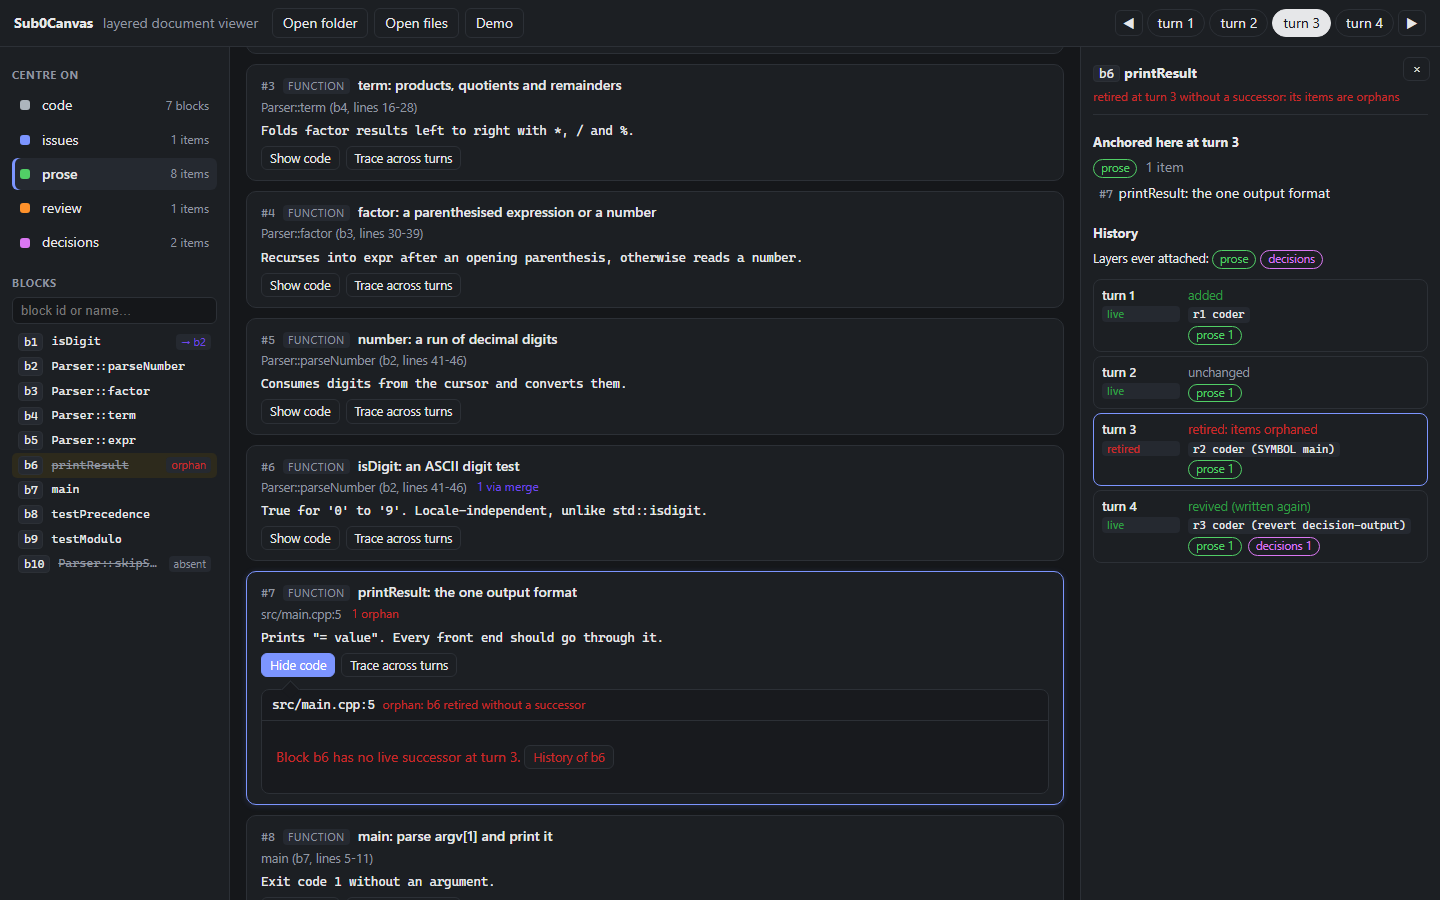 Sub0Canvas layered document viewer Open folder Open files Demo ◀ turn 1 turn 2 turn 3 turn 4 ▶
CENTRE ON
code 7 blocks
issues 1 items
prose 8 items
review 1 items
decisions 2 items
BLOCKS
block id or name...
b1 isDigit → b2
b2 Parser::parseNumber
b3 Parser::factor
b4 Parser::term
b5 Parser::expr
b6 printResult orphan
b7 main
b8 testPrecedence
b9 testModulo
b10 Parser::skipS… absent
#3 FUNCTION term: products, quotients and remainders
Parser::term (b4, lines 16-28)
Folds factor results left to right with *, / and %.
Show code Trace across turns
#4 FUNCTION factor: a parenthesised expression or a number
Parser::factor (b3, lines 30-39)
Recurses into expr after an opening parenthesis, otherwise reads a number.
Show code Trace across turns
#5 FUNCTION number: a run of decimal digits
Parser::parseNumber (b2, lines 41-46)
Consumes digits from the cursor and converts them.
Show code Trace across turns
#6 FUNCTION isDigit: an ASCII digit test
Parser::parseNumber (b2, lines 41-46) 1 via merge
True for '0' to '9'. Locale-independent, unlike std::isdigit.
Show code Trace across turns
#7 FUNCTION printResult: the one output format
src/main.cpp:5 1 orphan
Prints "= value". Every front end should go through it.
Hide code Trace across turns
src/main.cpp:5 orphan: b6 retired without a successor
Block b6 has no live successor at turn 3. History of b6
#8 FUNCTION main: parse argv[1] and print it
main (b7, lines 5-11)
Exit code 1 without an argument.
b6 printResult ×
retired at turn 3 without a successor: its items are orphans
Anchored here at turn 3
prose 1 item
#7 printResult: the one output format
History
Layers ever attached: prose decisions
turn 1 added
live r1 coder
prose 1
turn 2 unchanged
live prose 1
turn 3 retired: items orphaned
retired r2 coder (SYMBOL main)
prose 1
turn 4 revived (written again)
live r3 coder (revert decision-output)
prose 1 decisions 1